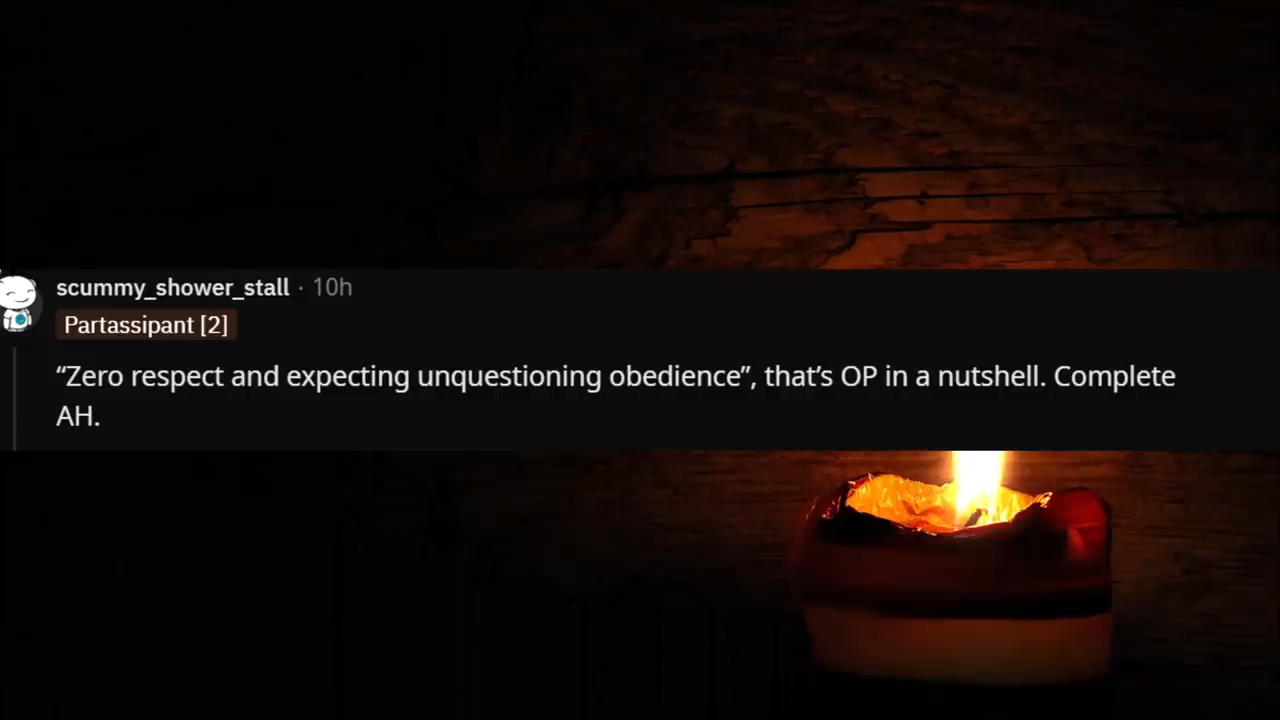 scummy_shower_stall · 10h
Partassipant [2]
“Zero respect and expecting unquestioning obedience”, that’s OP in a nutshell. Complete
AH.